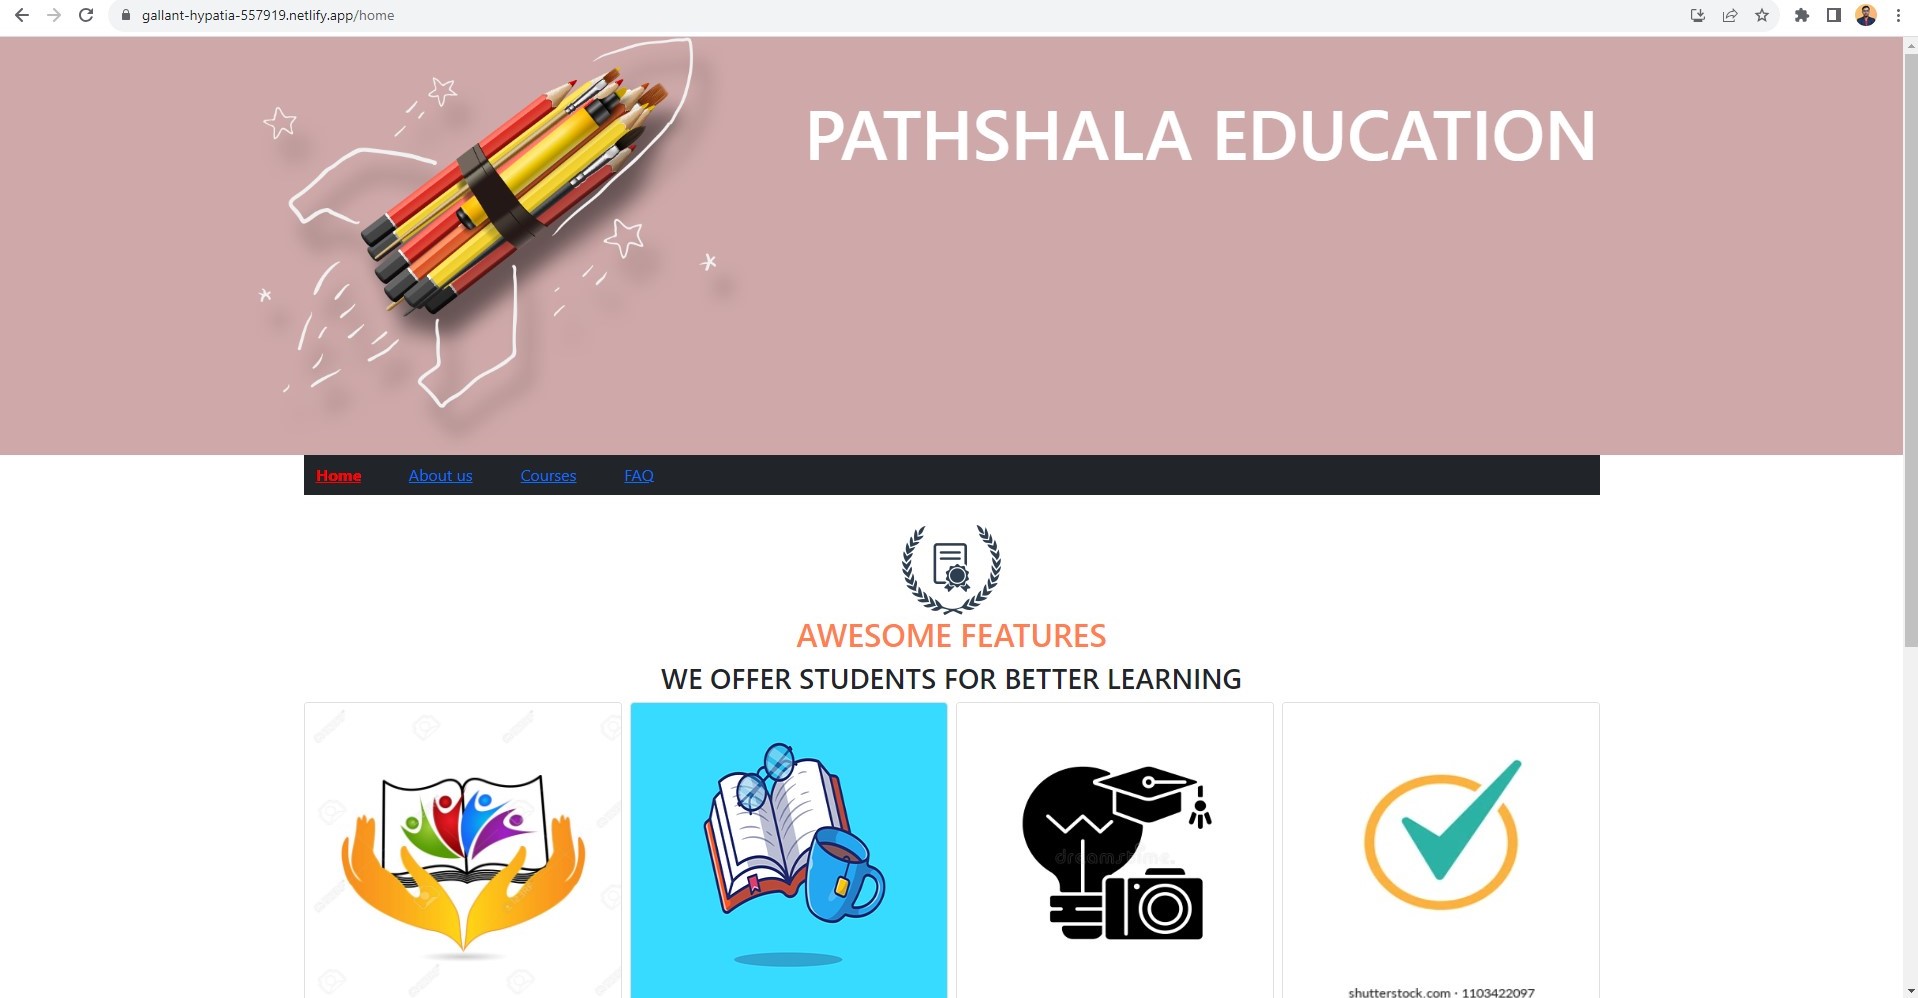 gallant-hypatia-557919.netlify.app/home
PATHSHALA EDUCATION
Home About us Courses FAQ
AWESOME FEATURES
WE OFFER STUDENTS FOR BETTER LEARNING
dreamstime.
shutterstock.com · 1103422097